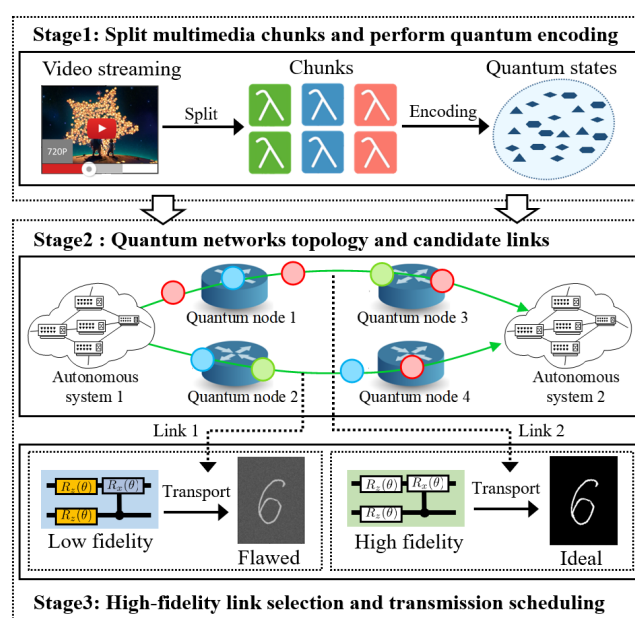 Stage1: Split multimedia chunks and perform quantum encoding
Video streaming
Chunks
Quantum states
720P
Split
λ λ λ
λ λ λ
Encoding
Stage2 : Quantum networks topology and candidate links
Autonomous
system 1
Quantum node 1
Quantum node 3
Quantum node 2
Quantum node 4
Autonomous
system 2
Link 1
Link 2
Rz(θ) Rx(θ)
Rz(θ)
Low fidelity
Transport
6
Flawed
Rz(θ) Rx(θ)
Rz(θ)
High fidelity
Transport
6
Ideal
Stage3: High-fidelity link selection and transmission scheduling